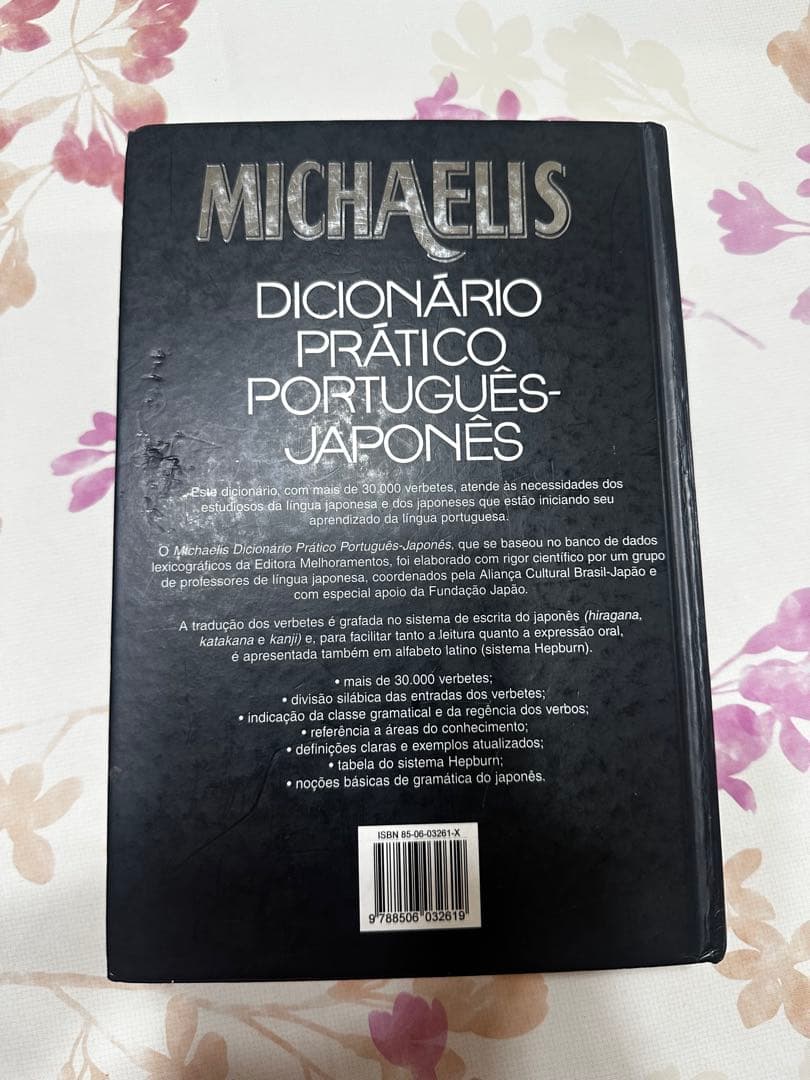 MICHAELIS
DICIONÁRIO
PRÁTICO
PORTUGUÊS-
JAPONÊS
Este dicionário, com mais de 30.000 verbetes, atende às necessidades dos
estudiosos da língua japonesa e dos japoneses que estão iniciando seu
aprendizado da língua portuguesa.
O Michaelis Dicionário Prático Português-Japonês, que se baseou no banco de dados
lexicográficos da Editora Melhoramentos, foi elaborado com rigor científico por um grupo
de professores de língua japonesa, coordenados pela Aliança Cultural Brasil-Japão e
com especial apoio da Fundação Japão.
A tradução dos verbetes é grafada no sistema de escrita do japonês (hiragana,
katakana e kanji) e, para facilitar tanto a leitura quanto a expressão oral,
é apresentada também em alfabeto latino (sistema Hepburn).
• mais de 30.000 verbetes;
• divisão silábica das entradas dos verbetes;
• indicação da classe gramatical e da regência dos verbos;
• referência a áreas do conhecimento;
• definições claras e exemplos atualizados;
• tabela do sistema Hepburn;
• noções básicas de gramática do japonês.
ISBN 85-06-03261-X
9 788506 032619